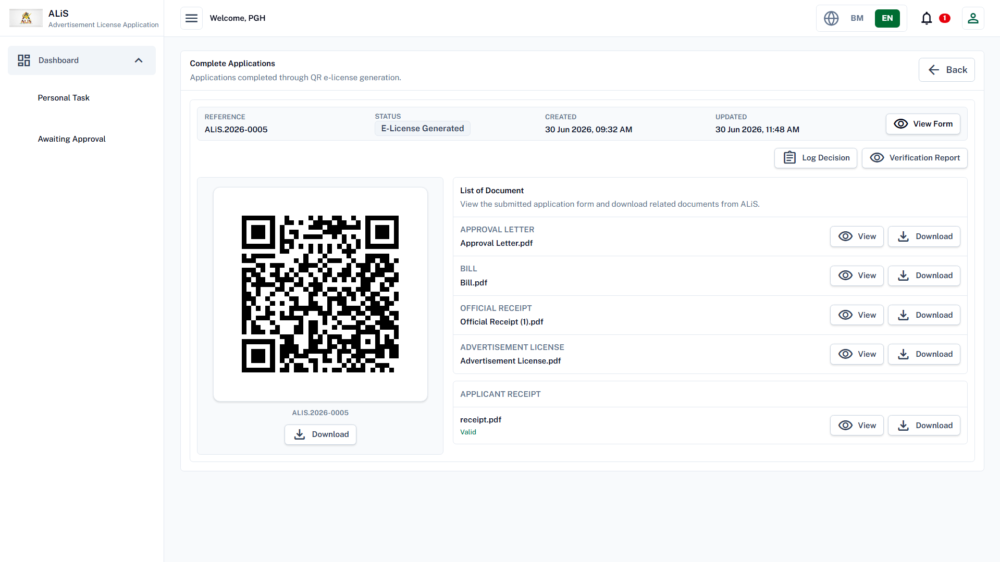 ALiS
Advertisement License Application
Welcome, PGH
BM
EN
1
Dashboard
Personal Task
Awaiting Approval
Complete Applications
Applications completed through QR e-license generation.
Back
REFERENCE
ALiS.2026-0005
STATUS
E-License Generated
CREATED
30 Jun 2026, 09:32 AM
UPDATED
30 Jun 2026, 11:48 AM
View Form
Log Decision
Verification Report
ALIS.2026-0005
Download
List of Document
View the submitted application form and download related documents from ALiS.
APPROVAL LETTER
Approval Letter.pdf
View
Download
BILL
Bill.pdf
View
Download
OFFICIAL RECEIPT
Official Receipt (1).pdf
View
Download
ADVERTISEMENT LICENSE
Advertisement License.pdf
View
Download
APPLICANT RECEIPT
receipt.pdf
Valid
View
Download